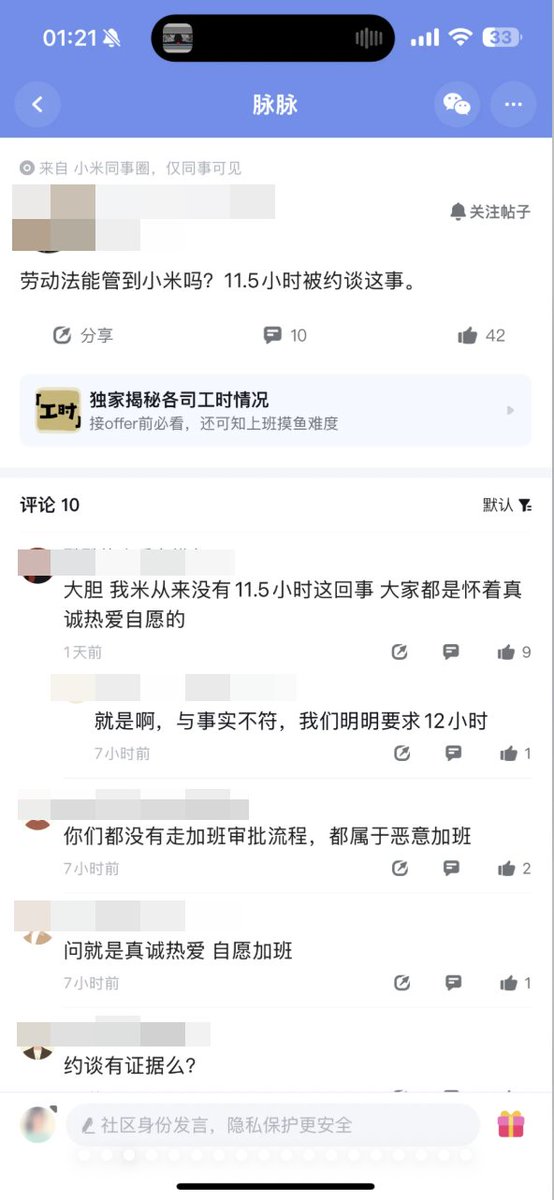 01:21
33
脉脉
来自 小米同事圈，仅同事可见
关注帖子
劳动法能管到小米吗？11.5小时被约谈这事。
分享
10
42
「工时」
独家揭秘各司工时情况
接offer前必看，还可知上班摸鱼难度
评论 10
默认
大胆 我米从来没有11.5小时这回事 大家都是怀着真
诚热爱自愿的
1天前
9
就是啊，与事实不符，我们明明要求12小时
7小时前
1
你们都没有走加班审批流程，都属于恶意加班
7小时前
2
问就是真诚热爱 自愿加班
7小时前
1
约谈有证据么？
社区身份发言，隐私保护更安全